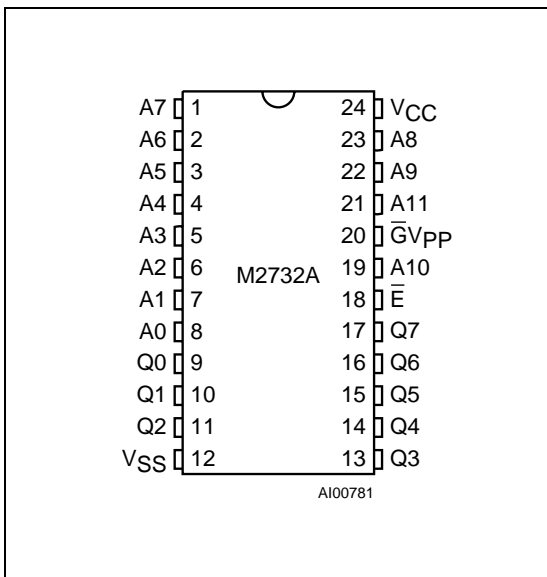 A7 1 24 VCC
A6 2 23 A8
A5 3 22 A9
A4 4 21 A11
A3 5 20 G̅VPP
A2 6 19 A10
M2732A
A1 7 18 E̅
A0 8 17 Q7
Q0 9 16 Q6
Q1 10 15 Q5
Q2 11 14 Q4
VSS 12 13 Q3
AI00781